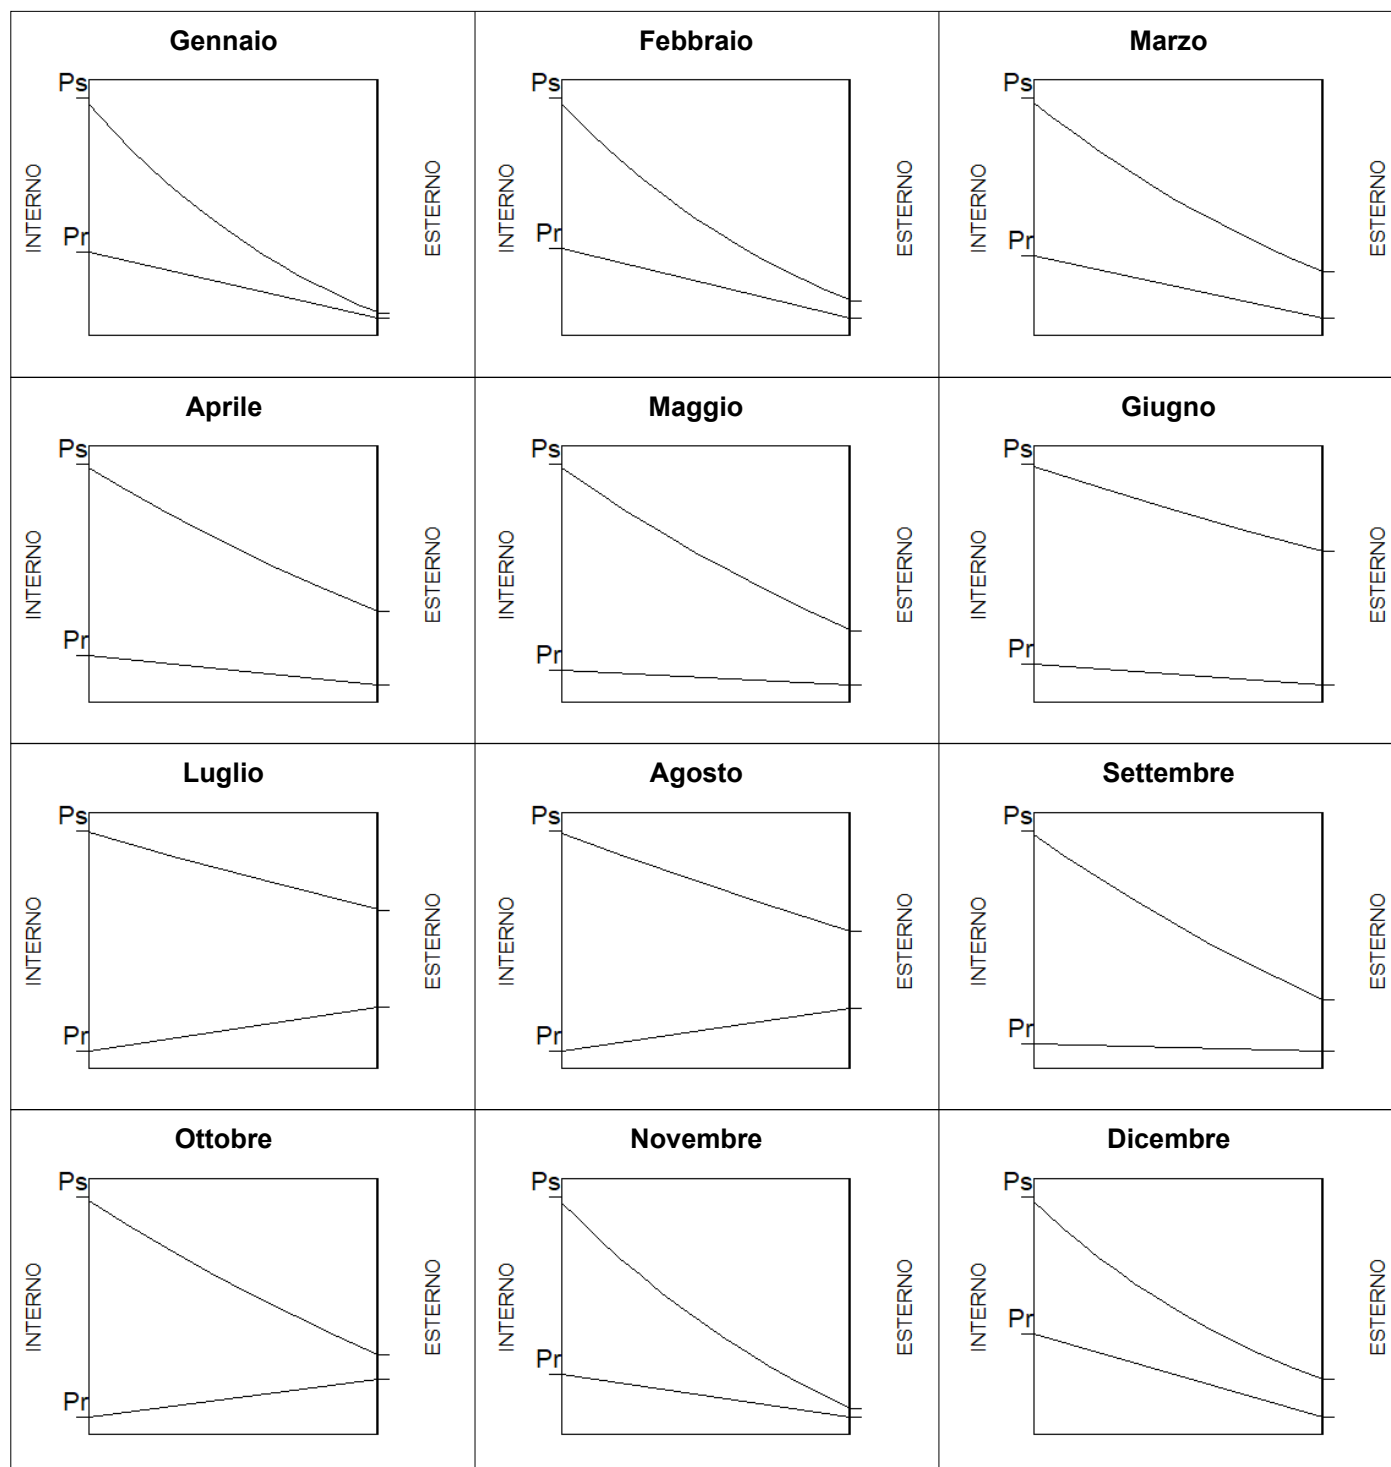 Gennaio
Ps
Pr
INTERNO
ESTERNO
Febbraio
Ps
Pr
INTERNO
ESTERNO
Marzo
Ps
Pr
INTERNO
ESTERNO
Aprile
Ps
Pr
INTERNO
ESTERNO
Maggio
Ps
Pr
INTERNO
ESTERNO
Giugno
Ps
Pr
INTERNO
ESTERNO
Luglio
Ps
Pr
INTERNO
ESTERNO
Agosto
Ps
Pr
INTERNO
ESTERNO
Settembre
Ps
Pr
INTERNO
ESTERNO
Ottobre
Ps
Pr
INTERNO
ESTERNO
Novembre
Ps
Pr
INTERNO
ESTERNO
Dicembre
Ps
Pr
INTERNO
ESTERNO